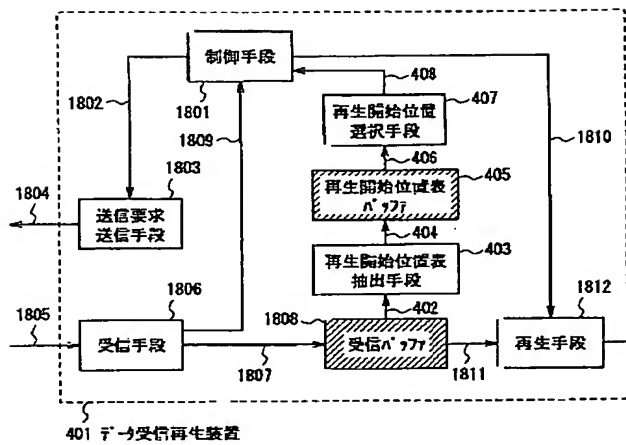 制御手段
1801
1802
1809
408
407
再生開始位置
選択手段
406
405
再生開始位置表
バッファ
404
403
再生開始位置表
抽出手段
402
1810
1803
1804
送信要求
送信手段
1805
1806
受信手段
1807
1808
受信バッファ
1811
1812
再生手段
401 データ受信再生装置